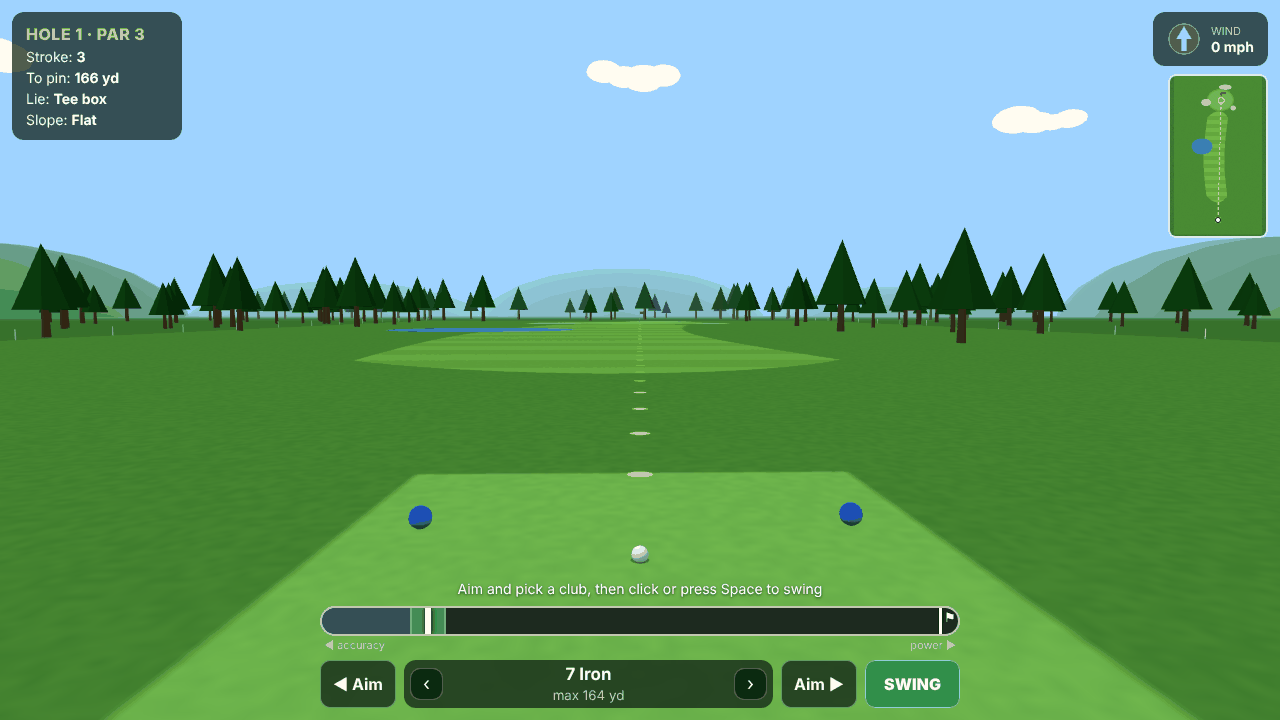 HOLE 1 · PAR 3
Stroke: 3
To pin: 166 yd
Lie: Tee box
Slope: Flat
WIND
0 mph
Aim and pick a club, then click or press Space to swing
◀ accuracy
power ▶
◀ Aim
‹
7 Iron
max 164 yd
›
Aim ▶
SWING